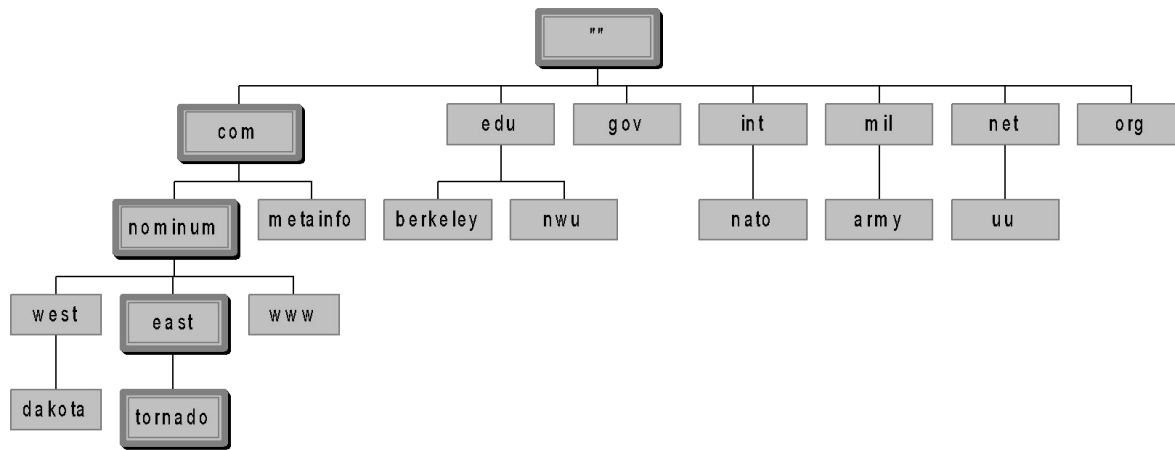 ""
com edu gov int mil net org
nominum metainfo berkeley nwu nato army uu
west east www
dakota tornado